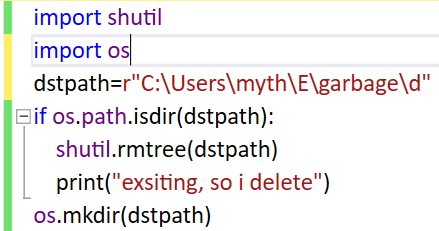 import shutil
import os
dstpath=r"C:\Users\myth\E\garbage\d"
if os.path.isdir(dstpath):
    shutil.rmtree(dstpath)
    print("exsiting, so i delete")
os.mkdir(dstpath)